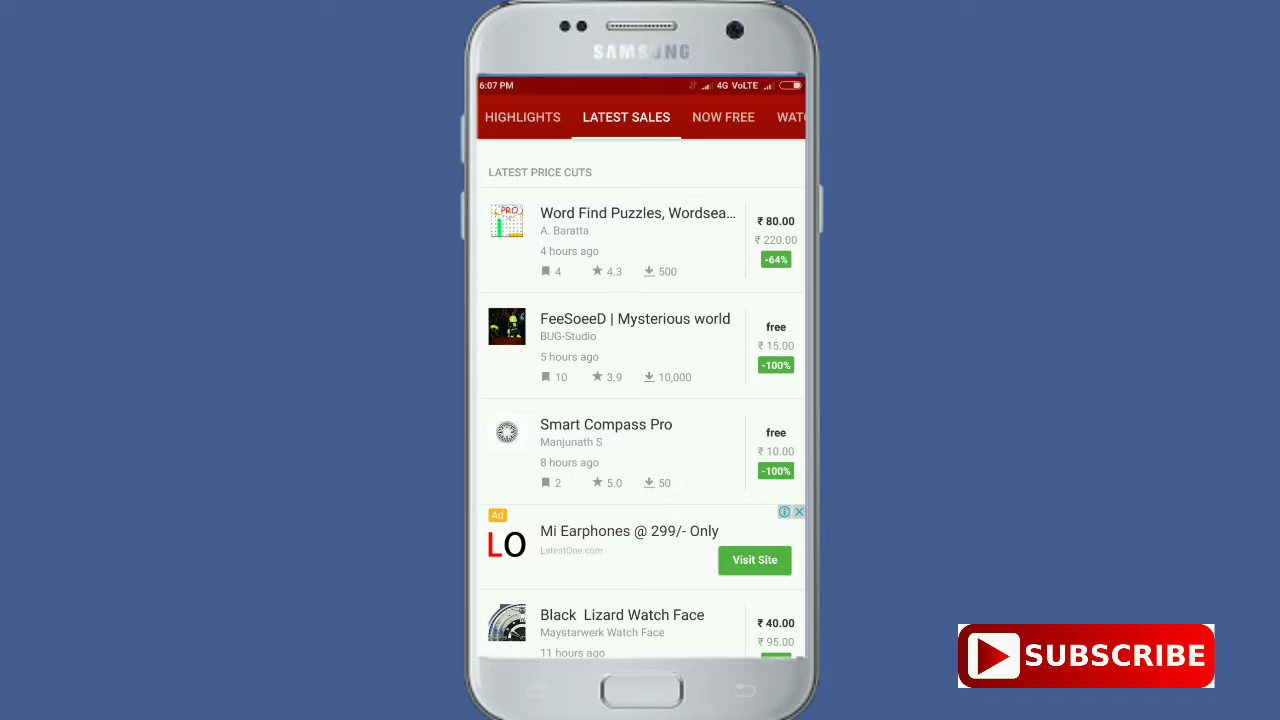 SAMSUNG
6:07 PM 4G VoLTE
HIGHLIGHTS LATEST SALES NOW FREE WATC
LATEST PRICE CUTS
PRO
Word Find Puzzles, Wordsea...
A. Baratta
4 hours ago
4 4.3 500
₹ 80.00
₹ 220.00
-64%
FeeSoeeD | Mysterious world
BUG-Studio
5 hours ago
10 3.9 10,000
free
₹ 15.00
-100%
Smart Compass Pro
Manjunath S
8 hours ago
2 5.0 50
free
₹ 10.00
-100%
Ad
LO
Mi Earphones @ 299/- Only
LatestOne.com
Visit Site
Black Lizard Watch Face
Maystarwerk Watch Face
11 hours ago
₹ 40.00
₹ 95.00
SUBSCRIBE